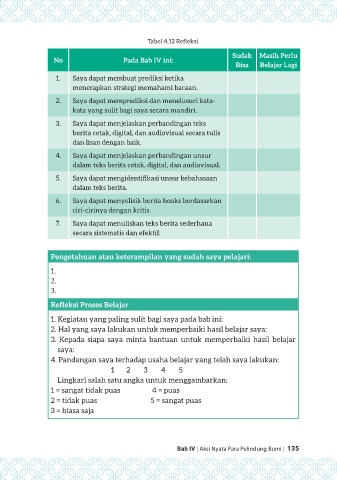 Tabel 4.12 Refleksi
No Pada Bab IV ini: Sudah Bisa Masih Perlu Belajar Lagi
1. Saya dapat membuat prediksi ketika
menerapkan strategi memahami bacaan.
2. Saya dapat memprediksi dan menelusuri kata-
kata yang sulit bagi saya secara mandiri.
3. Saya dapat menjelaskan perbandingan teks
berita cetak, digital, dan audiovisual secara tulis
dan lisan dengan baik.
4. Saya dapat menjelaskan perbandingan unsur
dalam teks berita cetak, digital, dan audiovisual.
5. Saya dapat mengidentifikasi unsur kebahasaan
dalam teks berita.
6. Saya dapat menyelisik berita hoaks berdasarkan
ciri-cirinya dengan kritis.
7. Saya dapat menuliskan teks berita sederhana
secara sistematis dan efektif.
Pengetahuan atau keterampilan yang sudah saya pelajari:
1.
2.
3.
Refleksi Proses Belajar
1. Kegiatan yang paling sulit bagi saya pada bab ini:
2. Hal yang saya lakukan untuk memperbaiki hasil belajar saya:
3. Kepada siapa saya minta bantuan untuk memperbaiki hasil belajar
saya:
4. Pandangan saya terhadap usaha belajar yang telah saya lakukan:
1 2 3 4 5
Lingkari salah satu angka untuk menggambarkan:
1 = sangat tidak puas 4 = puas
2 = tidak puas 5 = sangat puas
3 = biasa saja
Bab IV | Aksi Nyata Para Pelindung Bumi | 135